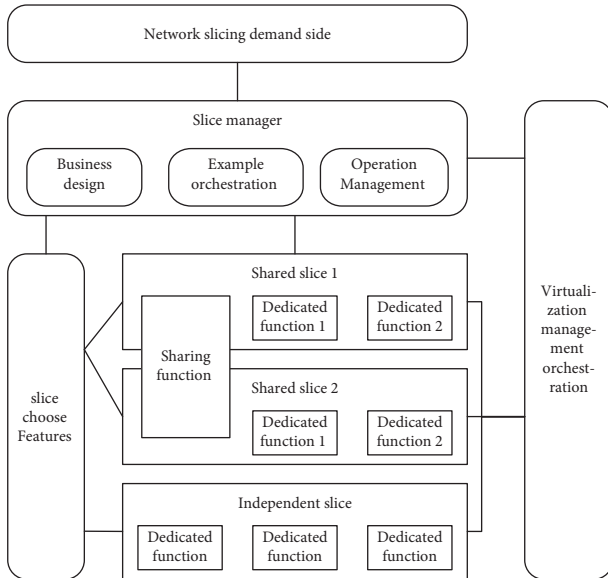 Network slicing demand side
Slice manager
Business
design
Example
orchestration
Operation
Management
slice
choose
Features
Shared slice 1
Sharing
function
Dedicated
function 1
Dedicated
function 2
Shared slice 2
Dedicated
function 1
Dedicated
function 2
Independent slice
Dedicated
function
Dedicated
function
Dedicated
function
Virtuali-
zation
manage-
ment
orchest-
ration